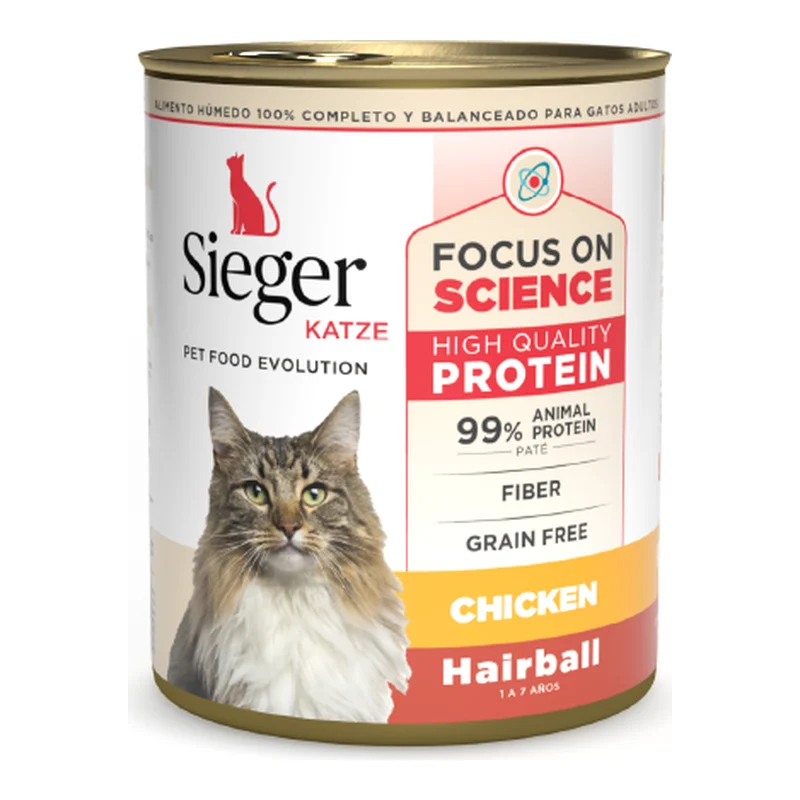 ALIMENTO HÚMEDO 100% COMPLETO Y BALANCEADO PARA GATOS ADULTOS
Sieger
KATZE
PET FOOD EVOLUTION
FOCUS ON
SCIENCE
HIGH QUALITY
PROTEIN
99% ANIMAL
PROTEIN
PATÉ
FIBER
GRAIN FREE
CHICKEN
Hairball
1 A 7 AÑOS